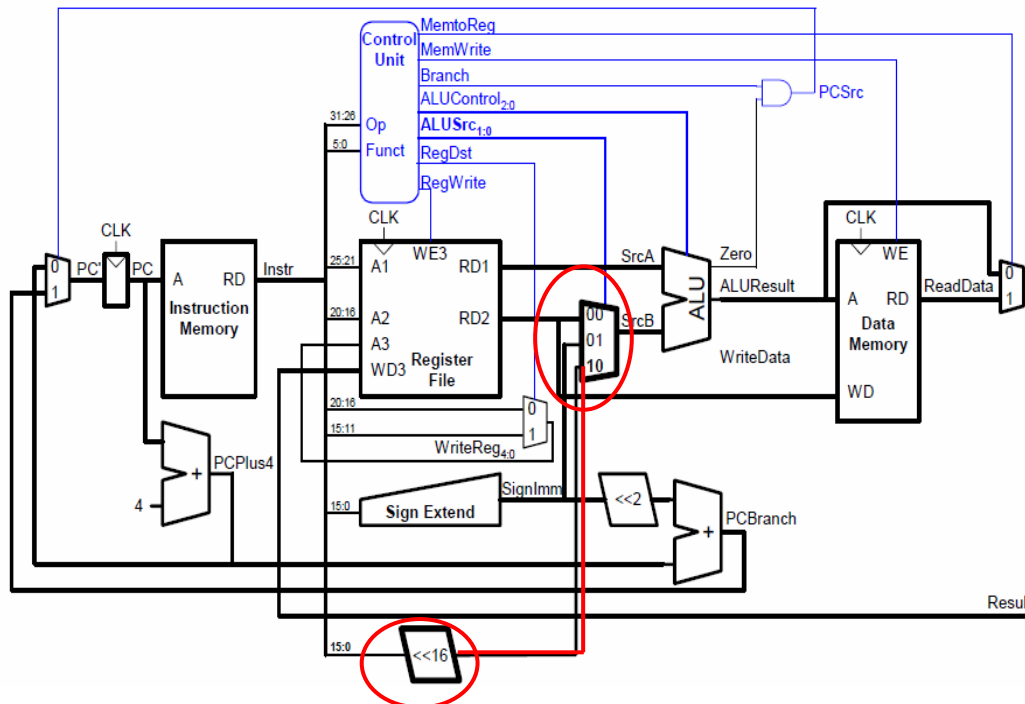 MemtoReg
Control
Unit
MemWrite
Branch
ALUControl2:0
PCSrc
31:26
Op
ALUSrc1:0
5:0
Funct
RegDst
RegWrite
CLK
CLK
CLK
0
1
PC'
PC
A
RD
Instruction
Memory
Instr
25:21
A1
WE3
RD1
SrcA
Zero
WE
0
1
20:16
A2
RD2
00
01
10
SrcB
ALU
ALUResult
A
RD
ReadData
Data
Memory
A3
Register
File
WD3
WriteData
WD
20:16
0
15:11
1
WriteReg4:0
PCPlus4
+
4
SignImm
15:0
Sign Extend
<<2
+
PCBranch
Resul
15:0
<<16